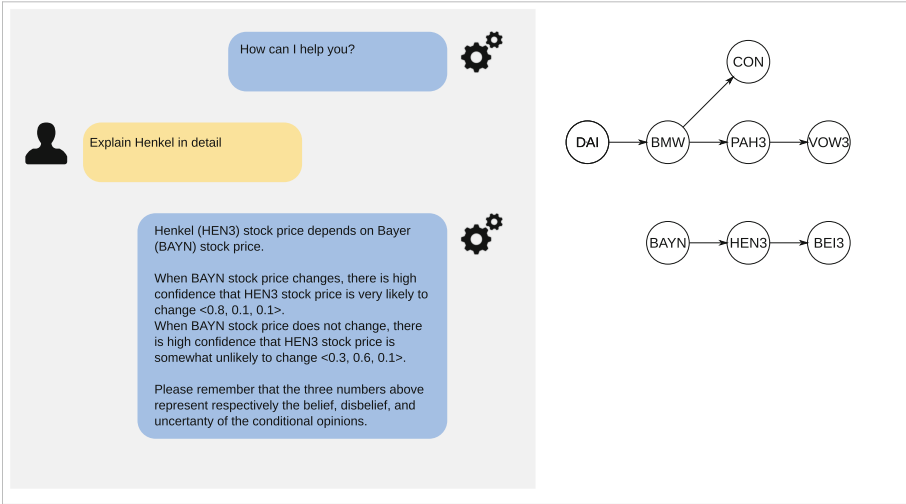 How can I help you?
Explain Henkel in detail
Henkel (HEN3) stock price depends on Bayer
(BAYN) stock price.
When BAYN stock price changes, there is high
confidence that HEN3 stock price is very likely to
change <0.8, 0.1, 0.1>.
When BAYN stock price does not change, there
is high confidence that HEN3 stock price is
somewhat unlikely to change <0.3, 0.6, 0.1>.
Please remember that the three numbers above
represent respectively the belief, disbelief, and
uncertanty of the conditional opinions.
CON
DAI
BMW
PAH3
VOW3
BAYN
HEN3
BEI3